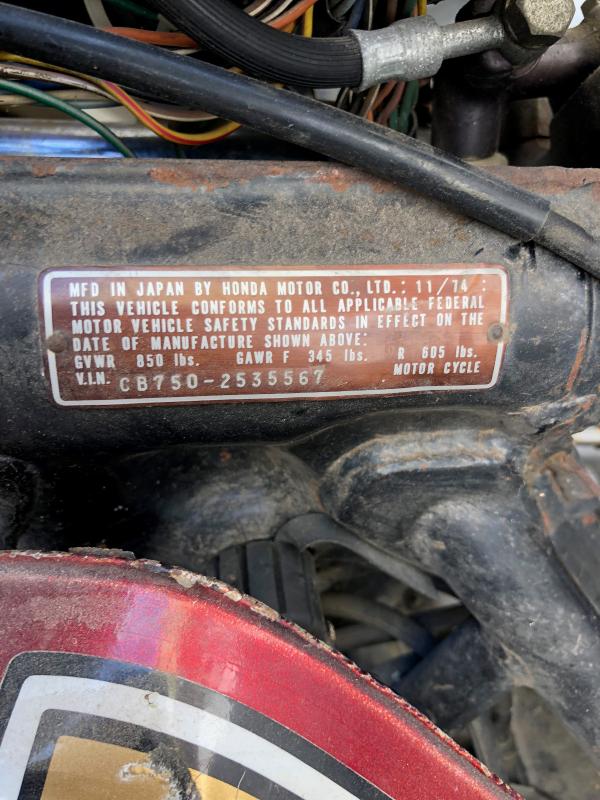 MFD IN JAPAN BY HONDA MOTOR CO., LTD.: 11/74 :
THIS VEHICLE CONFORMS TO ALL APPLICABLE FEDERAL
MOTOR VEHICLE SAFETY STANDARDS IN EFFECT ON THE
DATE OF MANUFACTURE SHOWN ABOVE:
GVWR 850 lbs. GAWR F 345 lbs. R 605 lbs.
V.I.N. CB750-2535567 MOTOR CYCLE